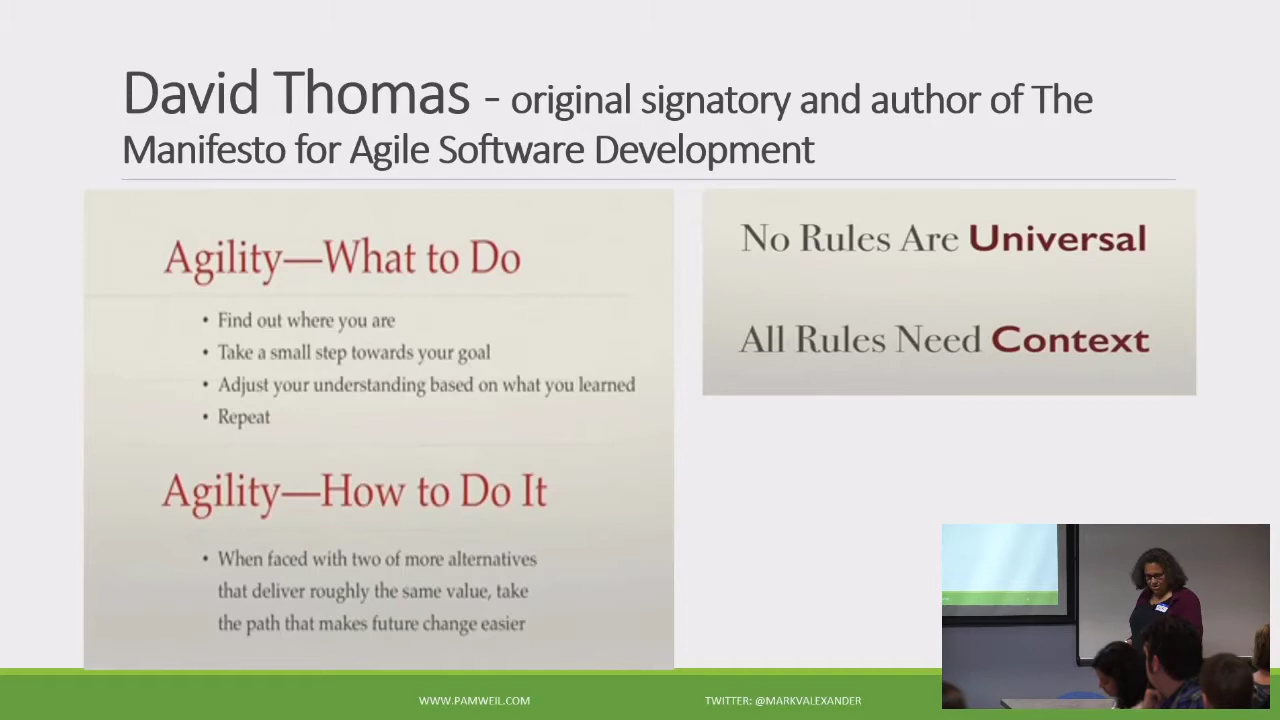 David Thomas - original signatory and author of The
Manifesto for Agile Software Development
Agility—What to Do
• Find out where you are
• Take a small step towards your goal
• Adjust your understanding based on what you learned
• Repeat
Agility—How to Do It
• When faced with two of more alternatives
that deliver roughly the same value, take
the path that makes future change easier
No Rules Are Universal
All Rules Need Context
WWW.PAMWEIL.COM
TWITTER: @MARKVALEXANDER